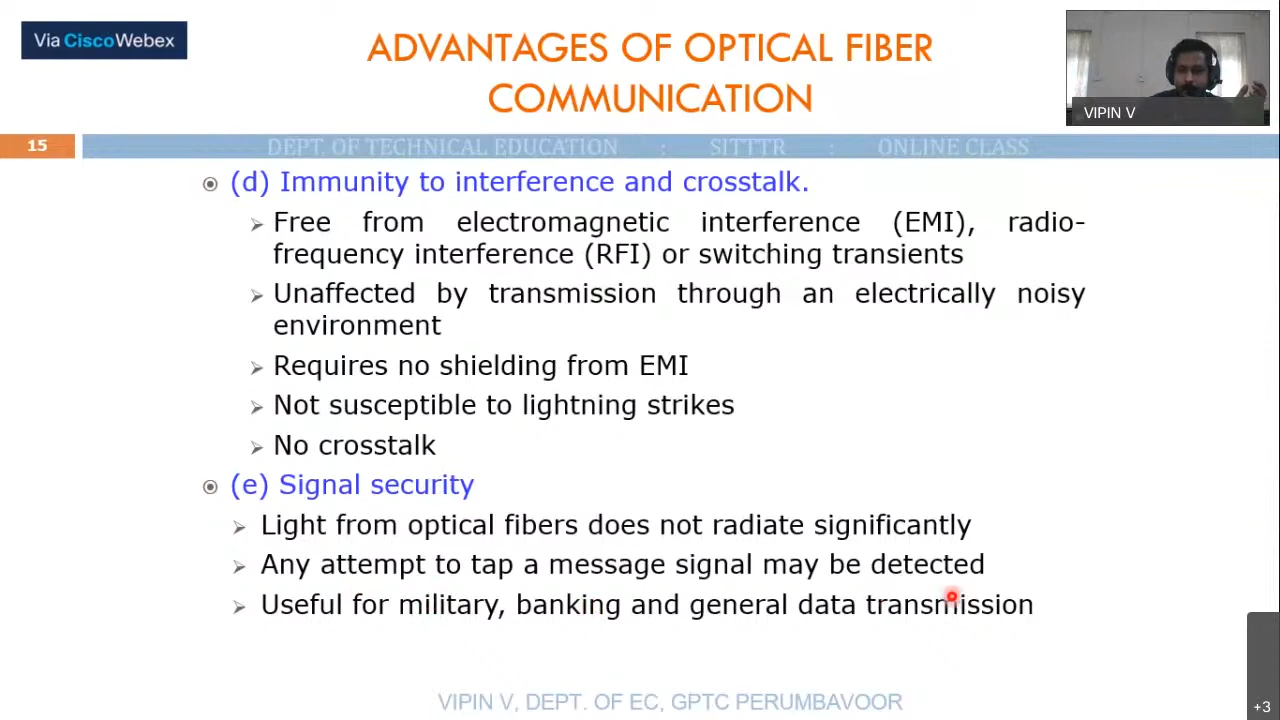 Via CiscoWebex
ADVANTAGES OF OPTICAL FIBER
COMMUNICATION
VIPIN V
15
DEPT. OF TECHNICAL EDUCATION : SITTTR : ONLINE CLASS
(d) Immunity to interference and crosstalk.
Free from electromagnetic interference (EMI), radio-
frequency interference (RFI) or switching transients
Unaffected by transmission through an electrically noisy
environment
Requires no shielding from EMI
Not susceptible to lightning strikes
No crosstalk
(e) Signal security
Light from optical fibers does not radiate significantly
Any attempt to tap a message signal may be detected
Useful for military, banking and general data transmission
VIPIN V, DEPT. OF EC, GPTC PERUMBAVOOR
+3